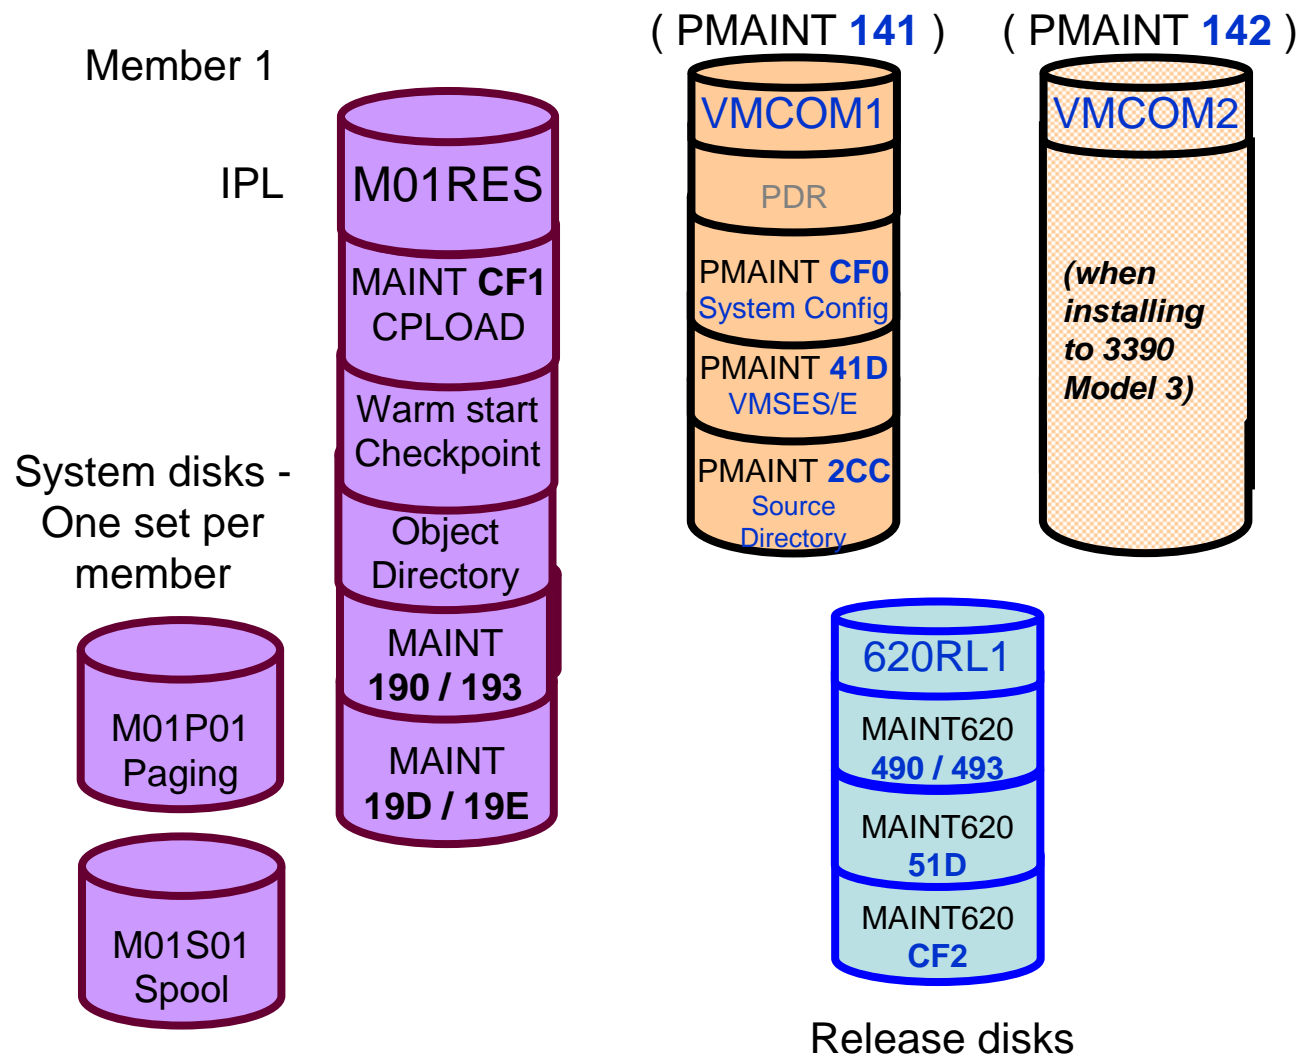 Member 1
IPL
M01RES
MAINT CF1
CPLOAD
Warm start
Checkpoint
Object
Directory
MAINT
190 / 193
MAINT
19D / 19E
System disks -
One set per
member
M01P01
Paging
M01S01
Spool
( PMAINT 141 )
VMCOM1
PDR
PMAINT CF0
System Config
PMAINT 41D
VMSES/E
PMAINT 2CC
Source
Directory
( PMAINT 142 )
VMCOM2
(when
installing
to 3390
Model 3)
620RL1
MAINT620
490 / 493
MAINT620
51D
MAINT620
CF2
Release disks